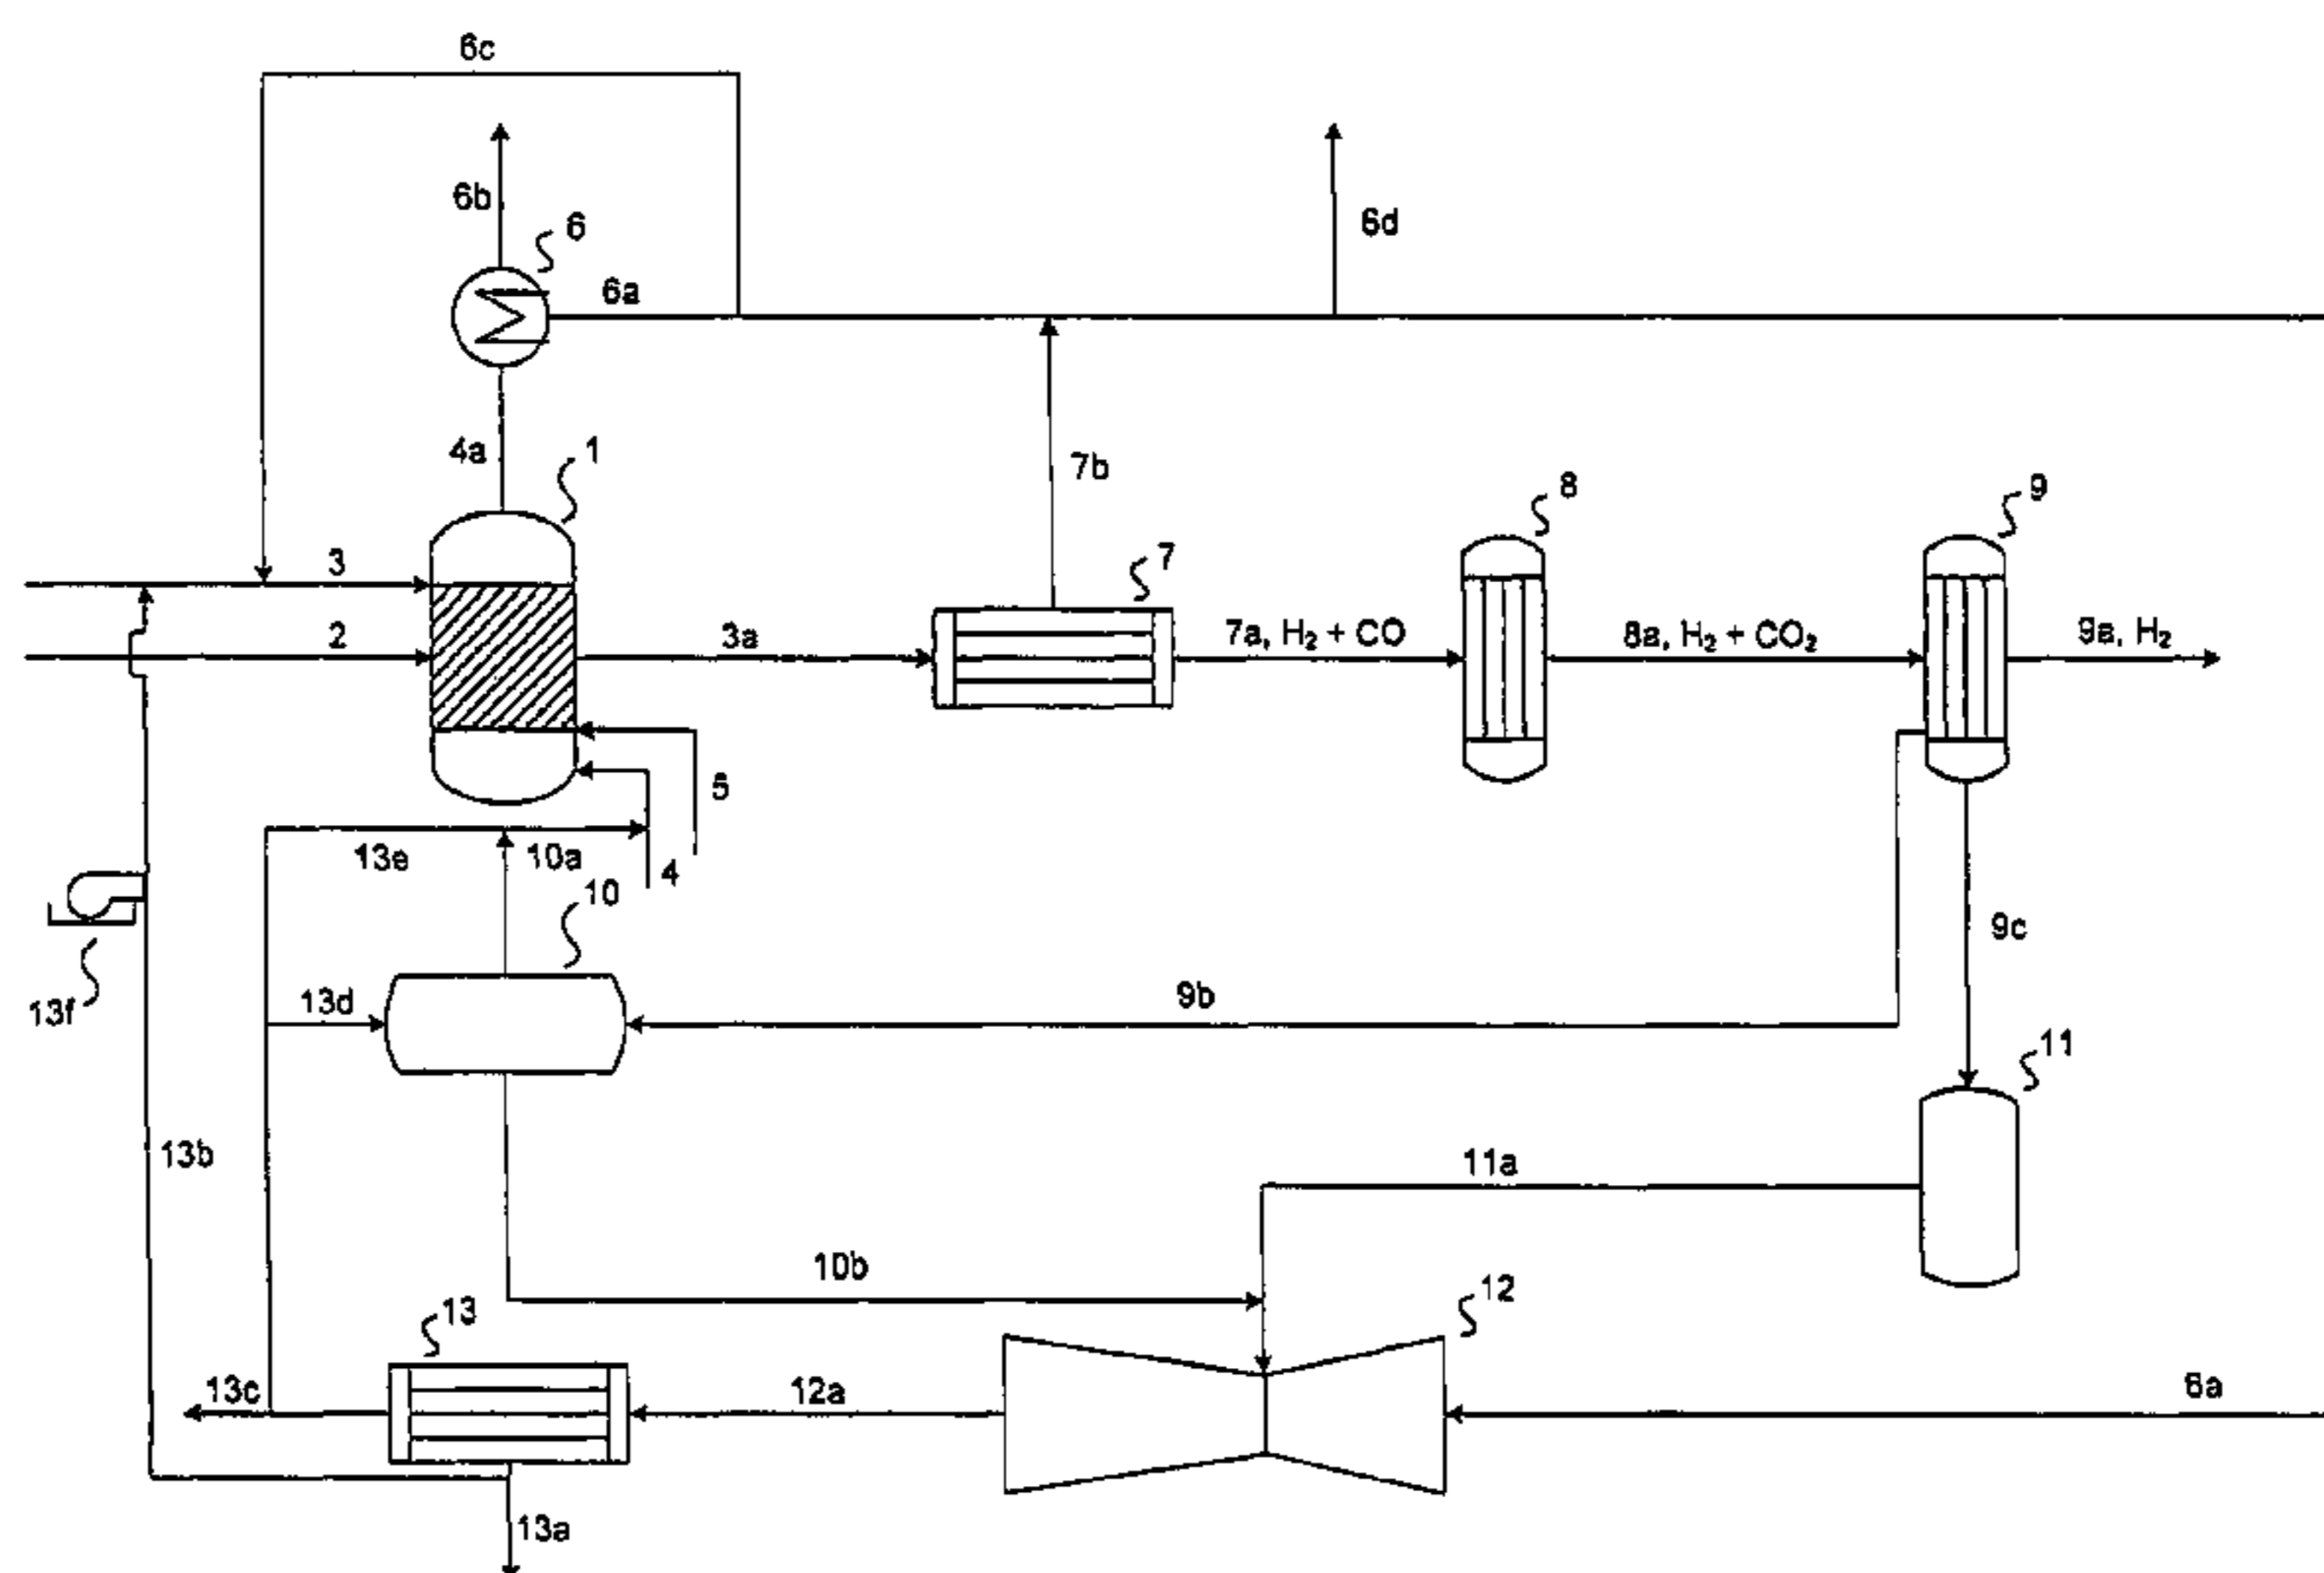 6c
6b
6
6d
6a
4a
1
7b
8
9
3
7
2
3a
7a, H₂ + CO
8a, H₂ + CO₂
9a, H₂
5
13e
10a
4
10
9c
13f
13d
9b
11
13b
11a
10b
12
13
13c
12a
6a
13a